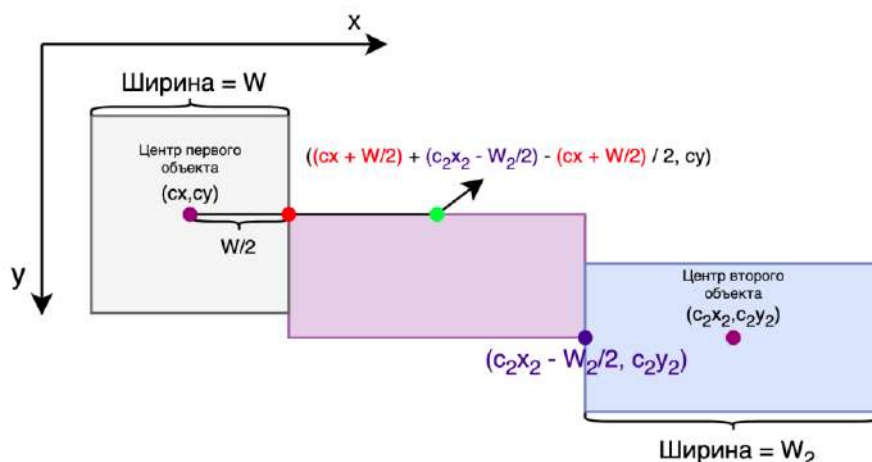 x
Ширина = W
Центр первого
объекта
(cx,cy)
((cx + W/2) + (c₂x₂ - W₂/2) - (cx + W/2) / 2, cy)
W/2
y
Центр второго
объекта
(c₂x₂,c₂y₂)
(c₂x₂ - W₂/2, c₂y₂)
Ширина = W₂